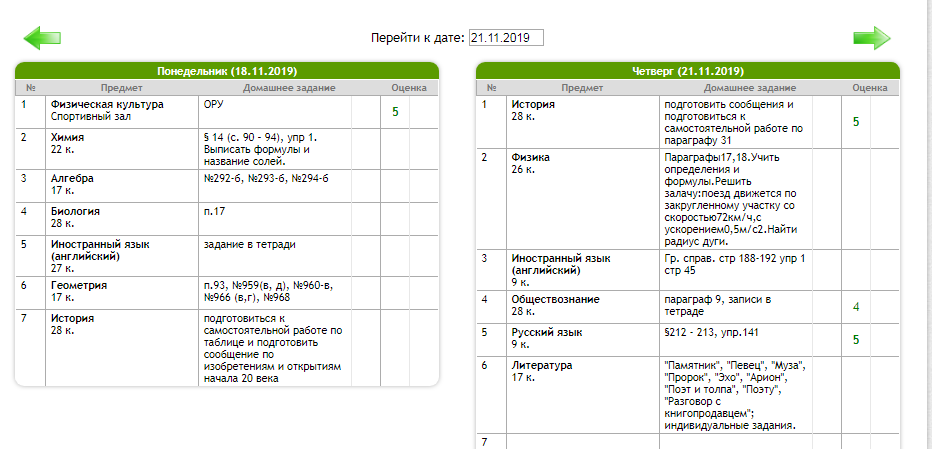 Перейти к дате: 21.11.2019
Понедельник (18.11.2019)
№ Предмет Домашнее задание Оценка
1 Физическая культура ОРУ 5
Спортивный зал
2 Химия § 14 (с. 90 - 94), упр 1.
22 к. Выписать формулы и
название солей.
3 Алгебра №292-б, №293-б, №294-б
17 к.
4 Биология п.17
28 к.
5 Иностранный язык задание в тетради
(английский)
27 к.
6 Геометрия п.93, №959(в, д), №960-в,
17 к. №966 (в,г), №968
7 История подготовиться к
28 к. самостоятельной работе по
таблице и подготовить
сообщение по
изобретениям и открытиям
начала 20 века
Четверг (21.11.2019)
№ Предмет Домашнее задание Оценка
1 История подготовить сообщения и
28 к. подготовиться к 5
самостоятельной работе по
параграфу 31
2 Физика Параграфы17,18.Учить
26 к. определения и
формулы.Решить
залачу:поезд движется по
закругленному участку со
скоростью72км/ч,с
ускорением0,5м/с2.Найти
радиус дуги.
3 Иностранный язык Гр. справ. стр 188-192 упр 1
(английский) стр 45
9 к.
4 Обществознание параграф 9, записи в 4
28 к. тетраде
5 Русский язык §212 - 213, упр.141 5
9 к.
6 Литература "Памятник", "Певец", "Муза",
17 к. "Пророк", "Эхо", "Арион",
"Поэт и толпа", "Поэту",
"Разговор с
книгопродавцем";
индивидуальные задания.
7